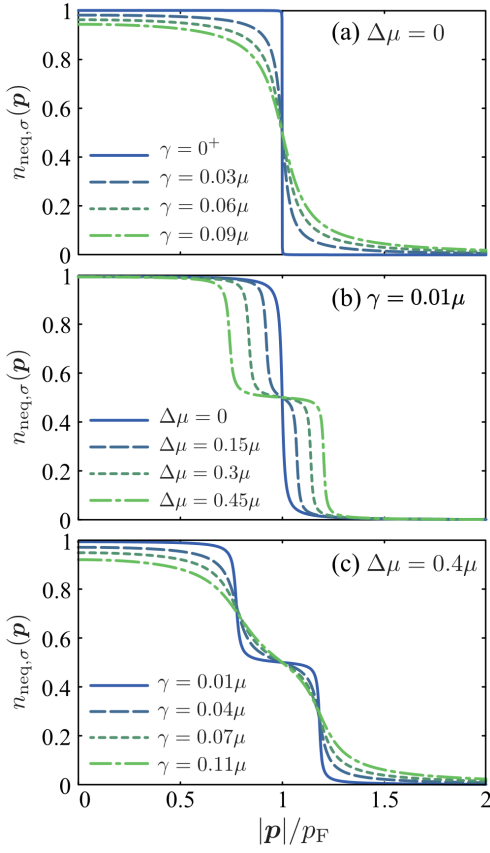 (a) Δμ = 0
n_neq,σ(p)
1
0.8
0.6
0.4
0.2
0
γ = 0⁺
γ = 0.03μ
γ = 0.06μ
γ = 0.09μ
(b) γ = 0.01μ
n_neq,σ(p)
1
0.8
0.6
0.4
0.2
0
Δμ = 0
Δμ = 0.15μ
Δμ = 0.3μ
Δμ = 0.45μ
(c) Δμ = 0.4μ
n_neq,σ(p)
1
0.8
0.6
0.4
0.2
0
γ = 0.01μ
γ = 0.04μ
γ = 0.07μ
γ = 0.11μ
0 0.5 1 1.5 2
|p|/p_F